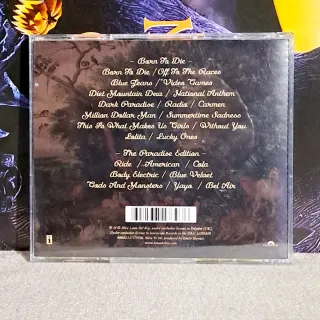 - Born To Die -
Born To Die / Off To The Races
Blue Jeans / Video Games
Diet Mountain Dew / National Anthem
Dark Paradise / Radio / Carmen
Million Dollar Man / Summertime Sadness
This Is What Makes Us Girls / Without You
Lolita / Lucky Ones
- The Paradise Edition -
Ride / American / Cola
Body Electric / Blue Velvet
Gods And Monsters / Yayo / Bel Air